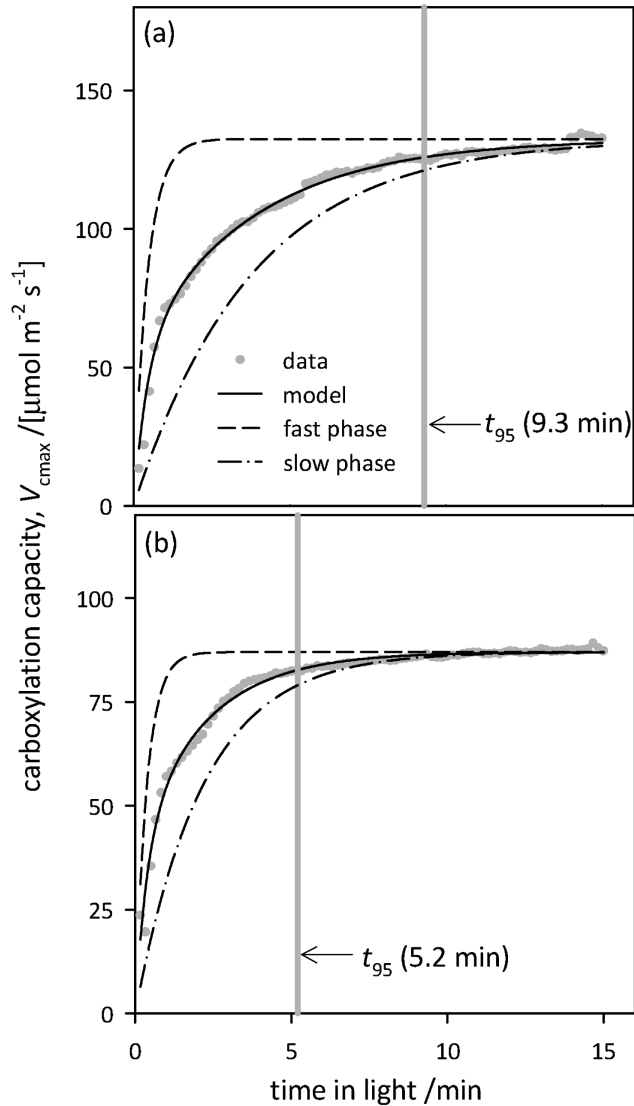 (a)
150
100
50
0
data
model
fast phase
slow phase
t95 (9.3 min)
carboxylation capacity, Vcmax /[μmol m⁻² s⁻¹]
(b)
100
75
50
25
0
t95 (5.2 min)
0 5 10 15
time in light /min